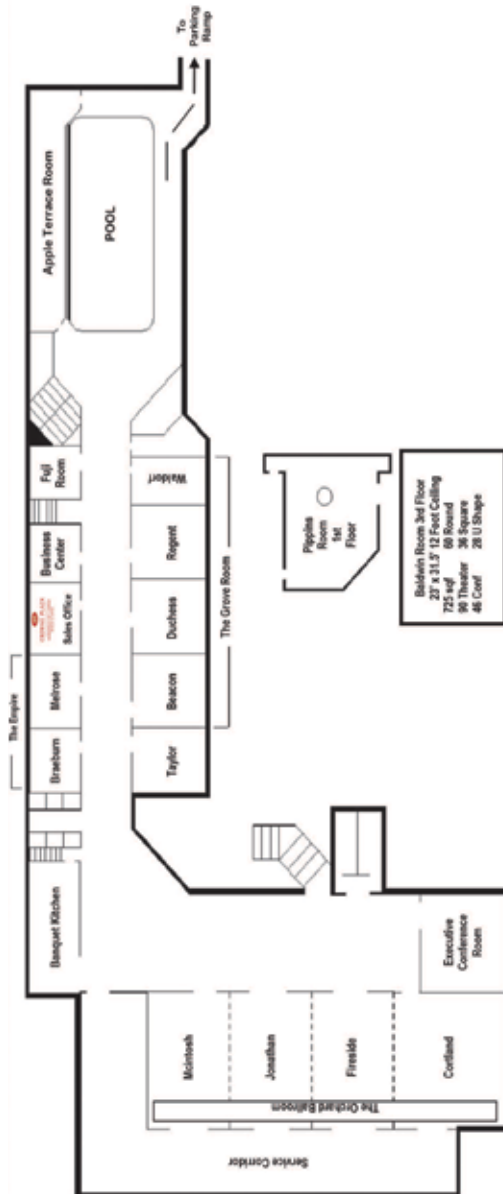 To
Parking
Ramp
Apple Terrace Room
POOL
Fuji
Room
Business
Center
Sales Office
Melrose
Braeburn
The Empire
Banquet Kitchen
Waldorf
Regent
Duchess
Beacon
Taylor
The Grove Room
Pippins
Room
1st
Floor
Baldwin Room 3rd Floor
23' x 31.5' 12 Foot Ceiling
725 sqf 60 Round
90 Theater 36 Square
46 Conf 28 U Shape
Executive
Conference
Room
McIntosh
Jonathan
Fireside
Cortland
The Orchard Ballroom
Service Corridor